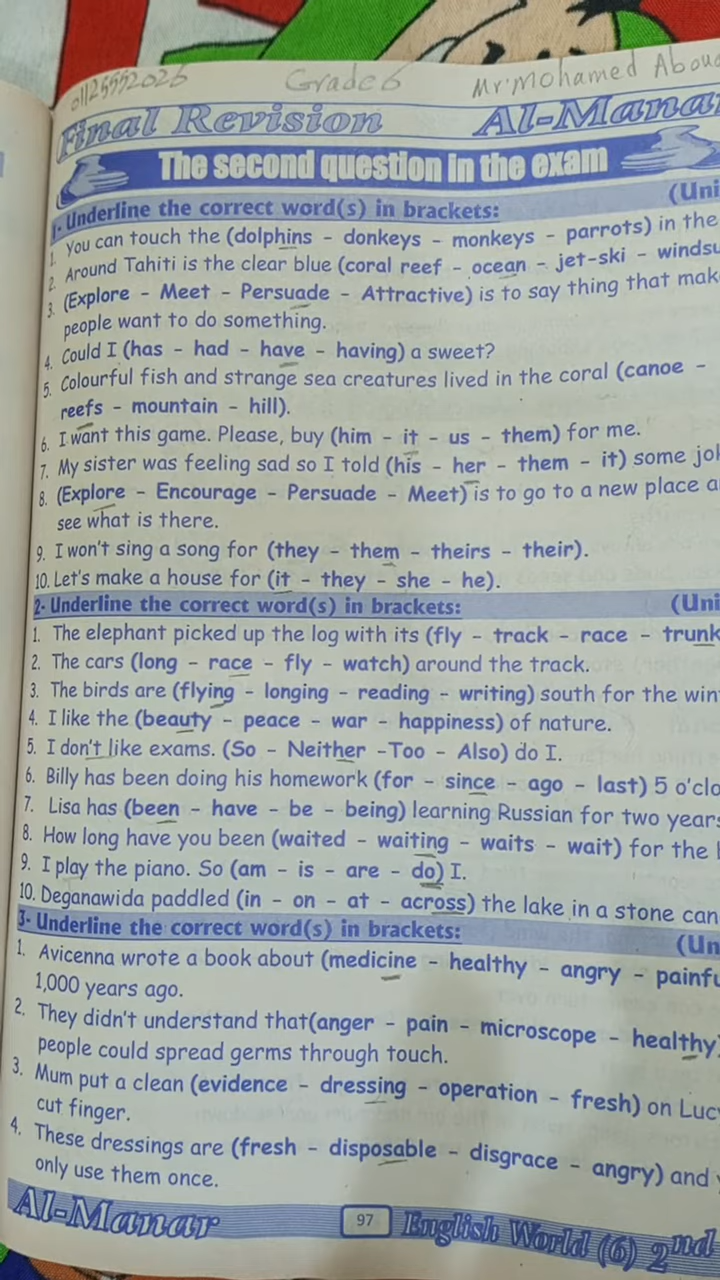 01125552026 Grade 6 Mr. Mohamed Abou
Final Revision Al-Mana
The second question in the exam
1- Underline the correct word(s) in brackets: (Uni
1. You can touch the (dolphins - donkeys - monkeys - parrots) in the
2. Around Tahiti is the clear blue (coral reef - ocean - jet-ski - windsu
3. (Explore - Meet - Persuade - Attractive) is to say thing that mak
people want to do something.
4. Could I (has - had - have - having) a sweet?
5. Colourful fish and strange sea creatures lived in the coral (canoe -
reefs - mountain - hill).
6. I want this game. Please, buy (him - it - us - them) for me.
7. My sister was feeling sad so I told (his - her - them - it) some jo
8. (Explore - Encourage - Persuade - Meet) is to go to a new place a
see what is there.
9. I won't sing a song for (they - them - theirs - their).
10. Let's make a house for (it - they - she - he).
2- Underline the correct word(s) in brackets: (Uni
1. The elephant picked up the log with its (fly - track - race - trunk
2. The cars (long - race - fly - watch) around the track.
3. The birds are (flying - longing - reading - writing) south for the win
4. I like the (beauty - peace - war - happiness) of nature.
5. I don't like exams. (So - Neither -Too - Also) do I.
6. Billy has been doing his homework (for - since - ago - last) 5 o'clo
7. Lisa has (been - have - be - being) learning Russian for two years
8. How long have you been (waited - waiting - waits - wait) for the
9. I play the piano. So (am - is - are - do) I.
10. Deganawida paddled (in - on - at - across) the lake in a stone can
3- Underline the correct word(s) in brackets: (Un
1. Avicenna wrote a book about (medicine - healthy - angry - painfu
1,000 years ago.
2. They didn't understand that(anger - pain - microscope - healthy)
people could spread germs through touch.
3. Mum put a clean (evidence - dressing - operation - fresh) on Luc
cut finger.
4. These dressings are (fresh - disposable - disgrace - angry) and
only use them once.
Al-Manar 97 English World (6) 2nd